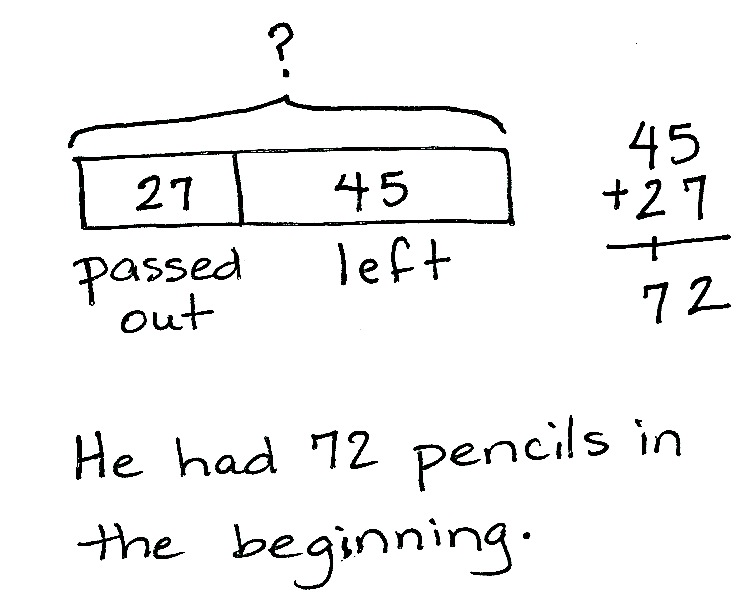 ?
27 45
passed left
out
45
+27
1
72
He had 72 pencils in
the beginning.